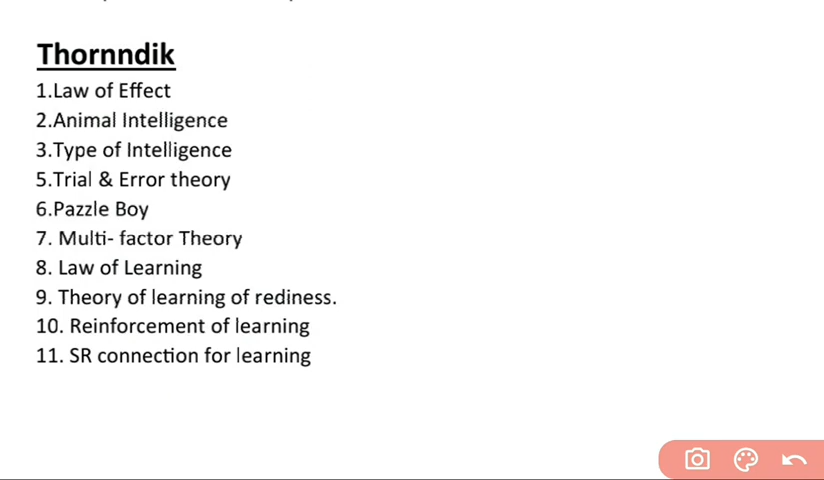 Thornndik
1.Law of Effect
2.Animal Intelligence
3.Type of Intelligence
5.Trial & Error theory
6.Pazzle Boy
7. Multi- factor Theory
8. Law of Learning
9. Theory of learning of rediness.
10. Reinforcement of learning
11. SR connection for learning